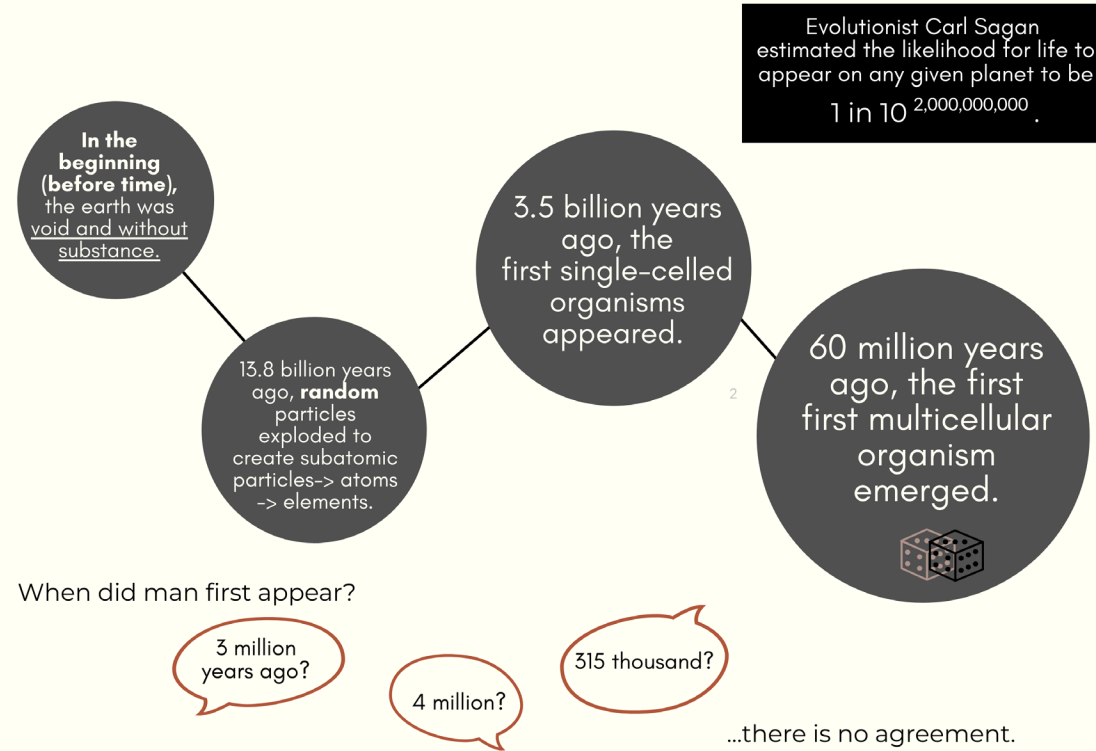 Evolutionist Carl Sagan
estimated the likelihood for life to
appear on any given planet to be
1 in 10 2,000,000,000 .
In the
beginning
(before time),
the earth was
void and without
substance.
13.8 billion years
ago, random
particles
exploded to
create subatomic
particles-> atoms
-> elements.
3.5 billion years
ago, the
first single-celled
organisms
appeared.
2
60 million years
ago, the first
first multicellular
organism
emerged.
When did man first appear?
3 million
years ago?
4 million?
315 thousand?
...there is no agreement.